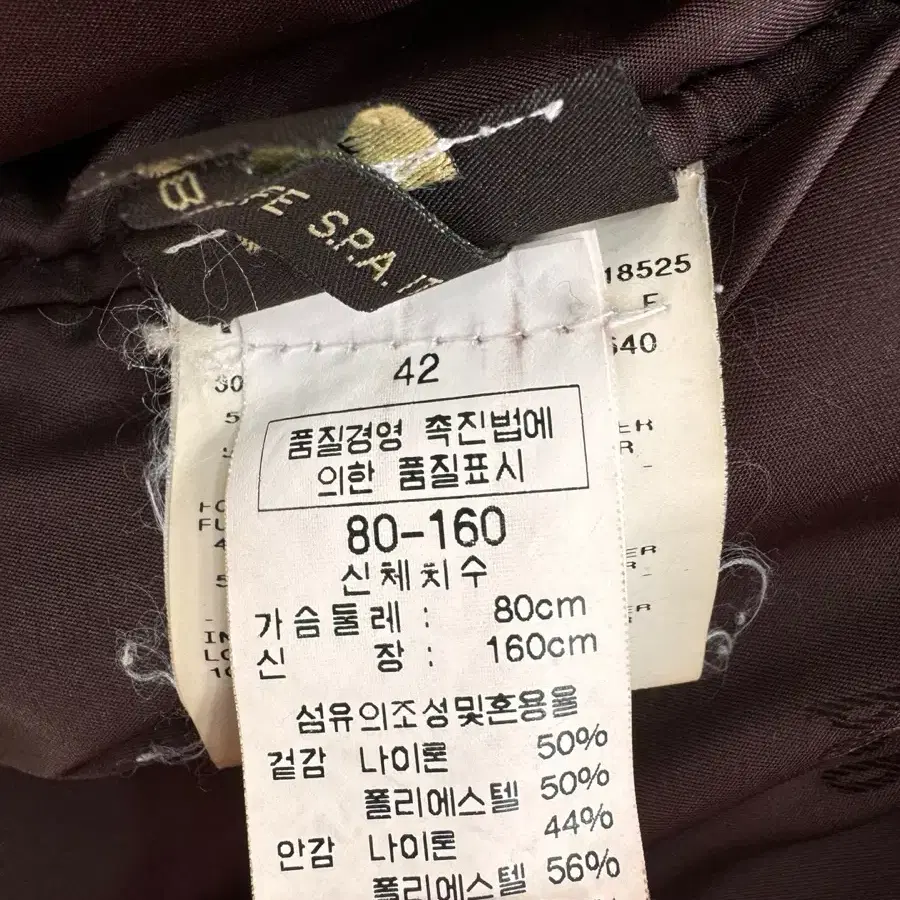 FE S.P.A.
18525
F
640
42
품질경영 촉진법에
의한 품질표시
80-160
신체치수
가슴둘레 : 80cm
신 장 : 160cm
섬유의조성및혼용율
겉감 나이론 50%
폴리에스텔 50%
안감 나이론 44%
폴리에스텔 56%